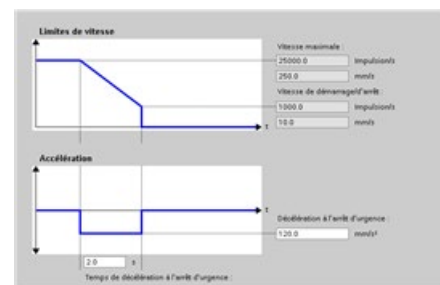 Limites de vitesse
Vitesse maximale :
25000.0 Impulsion/s
250.0 mm/s
Vitesse de démarrage/d'arrêt :
1000.0 Impulsion/s
10.0 mm/s
t
Accélération
t
Décélération à l'arrêt d'urgence :
120.0 mm/s²
2.0 s
Temps de décélération à l'arrêt d'urgence :